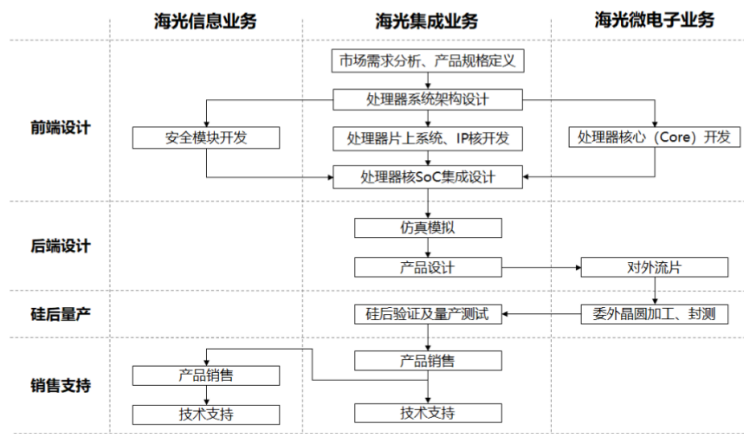 海光信息业务
海光集成业务
海光微电子业务
前端设计
市场需求分析、产品规格定义
处理器系统架构设计
安全模块开发
处理器片上系统、IP核开发
处理器核心（Core）开发
处理器核SoC集成设计
后端设计
仿真模拟
产品设计
对外流片
硅后量产
硅后验证及量产测试
委外晶圆加工、封测
销售支持
产品销售
产品销售
技术支持
技术支持